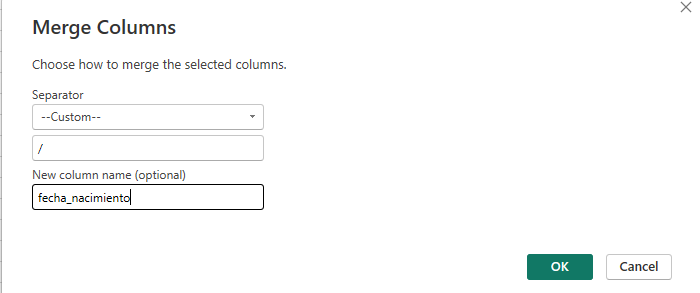 Merge Columns
Choose how to merge the selected columns.
Separator
--Custom--
/
New column name (optional)
fecha_nacimiento
OK
Cancel